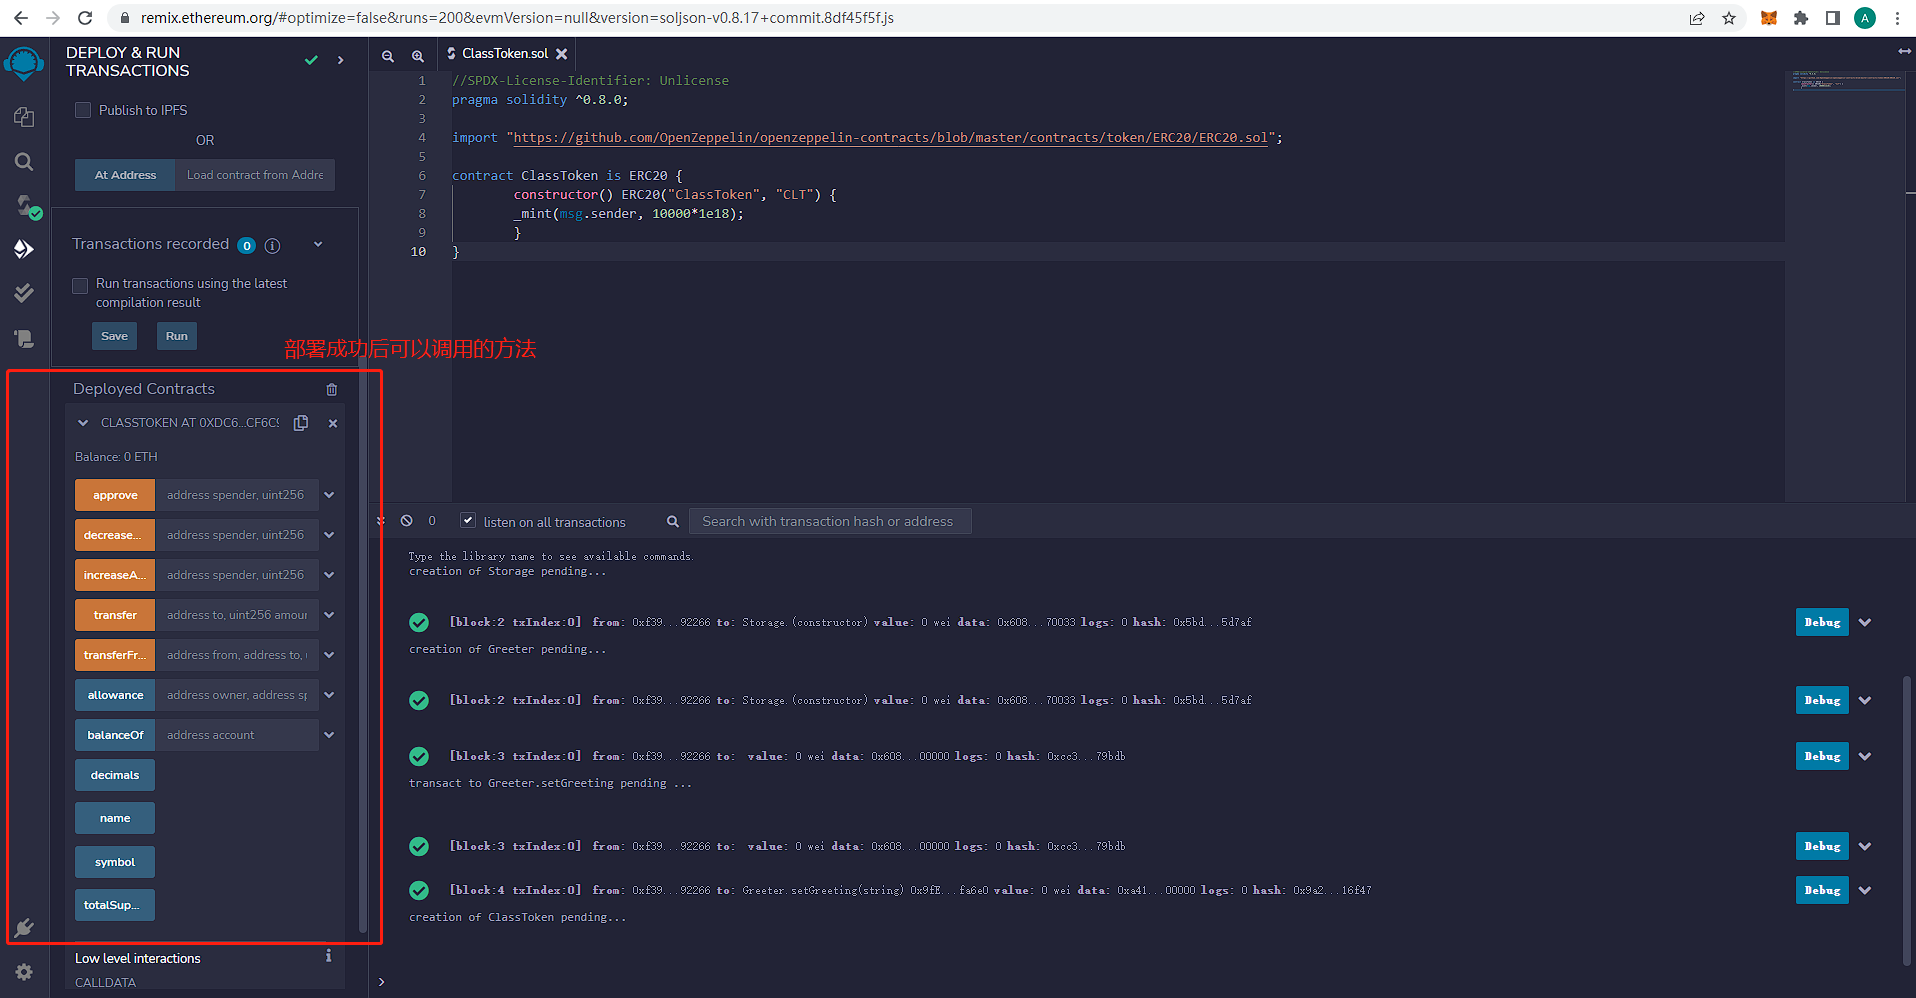 remix.ethereum.org/#optimize=false&runs=200&evmVersion=null&version=soljson-v0.8.17+commit.8df45f5f.js
A
DEPLOY & RUN
TRANSACTIONS
Publish to IPFS
OR
At Address
Load contract from Addre
Transactions recorded 0 i
Run transactions using the latest
compilation result
Save
Run
部署成功后可以调用的方法
Deployed Contracts
CLASSTOKEN AT 0XDC6...CF6C9
Balance: 0 ETH
approve address spender, uint256
decrease... address spender, uint256
increaseA... address spender, uint256
transfer address to, uint256 amoun
transferFr... address from, address to,
allowance address owner, address sp
balanceOf address account
decimals
name
symbol
totalSup...
Low level interactions
CALLDATA
ClassToken.sol
1 //SPDX-License-Identifier: Unlicense
2 pragma solidity ^0.8.0;
3
4 import "https://github.com/OpenZeppelin/openzeppelin-contracts/blob/master/contracts/token/ERC20/ERC20.sol";
5
6 contract ClassToken is ERC20 {
7 constructor() ERC20("ClassToken", "CLT") {
8 _mint(msg.sender, 10000*1e18);
9 }
10 }
0 listen on all transactions Search with transaction hash or address
Type the library name to see available commands.
creation of Storage pending...
[block:2 txIndex:0] from: 0xf39...92266 to: Storage.(constructor) value: 0 wei data: 0x608...70033 logs: 0 hash: 0x5bd...5d7af Debug
creation of Greeter pending...
[block:2 txIndex:0] from: 0xf39...92266 to: Storage.(constructor) value: 0 wei data: 0x608...70033 logs: 0 hash: 0x5bd...5d7af Debug
[block:3 txIndex:0] from: 0xf39...92266 to: value: 0 wei data: 0x608...00000 logs: 0 hash: 0xcc3...79bdb Debug
transact to Greeter.setGreeting pending ...
[block:3 txIndex:0] from: 0xf39...92266 to: value: 0 wei data: 0x608...00000 logs: 0 hash: 0xcc3...79bdb Debug
[block:4 txIndex:0] from: 0xf39...92266 to: Greeter.setGreeting(string) 0x9fE...fa6e0 value: 0 wei data: 0xa41...00000 logs: 0 hash: 0x9a2...16f47 Debug
creation of ClassToken pending...